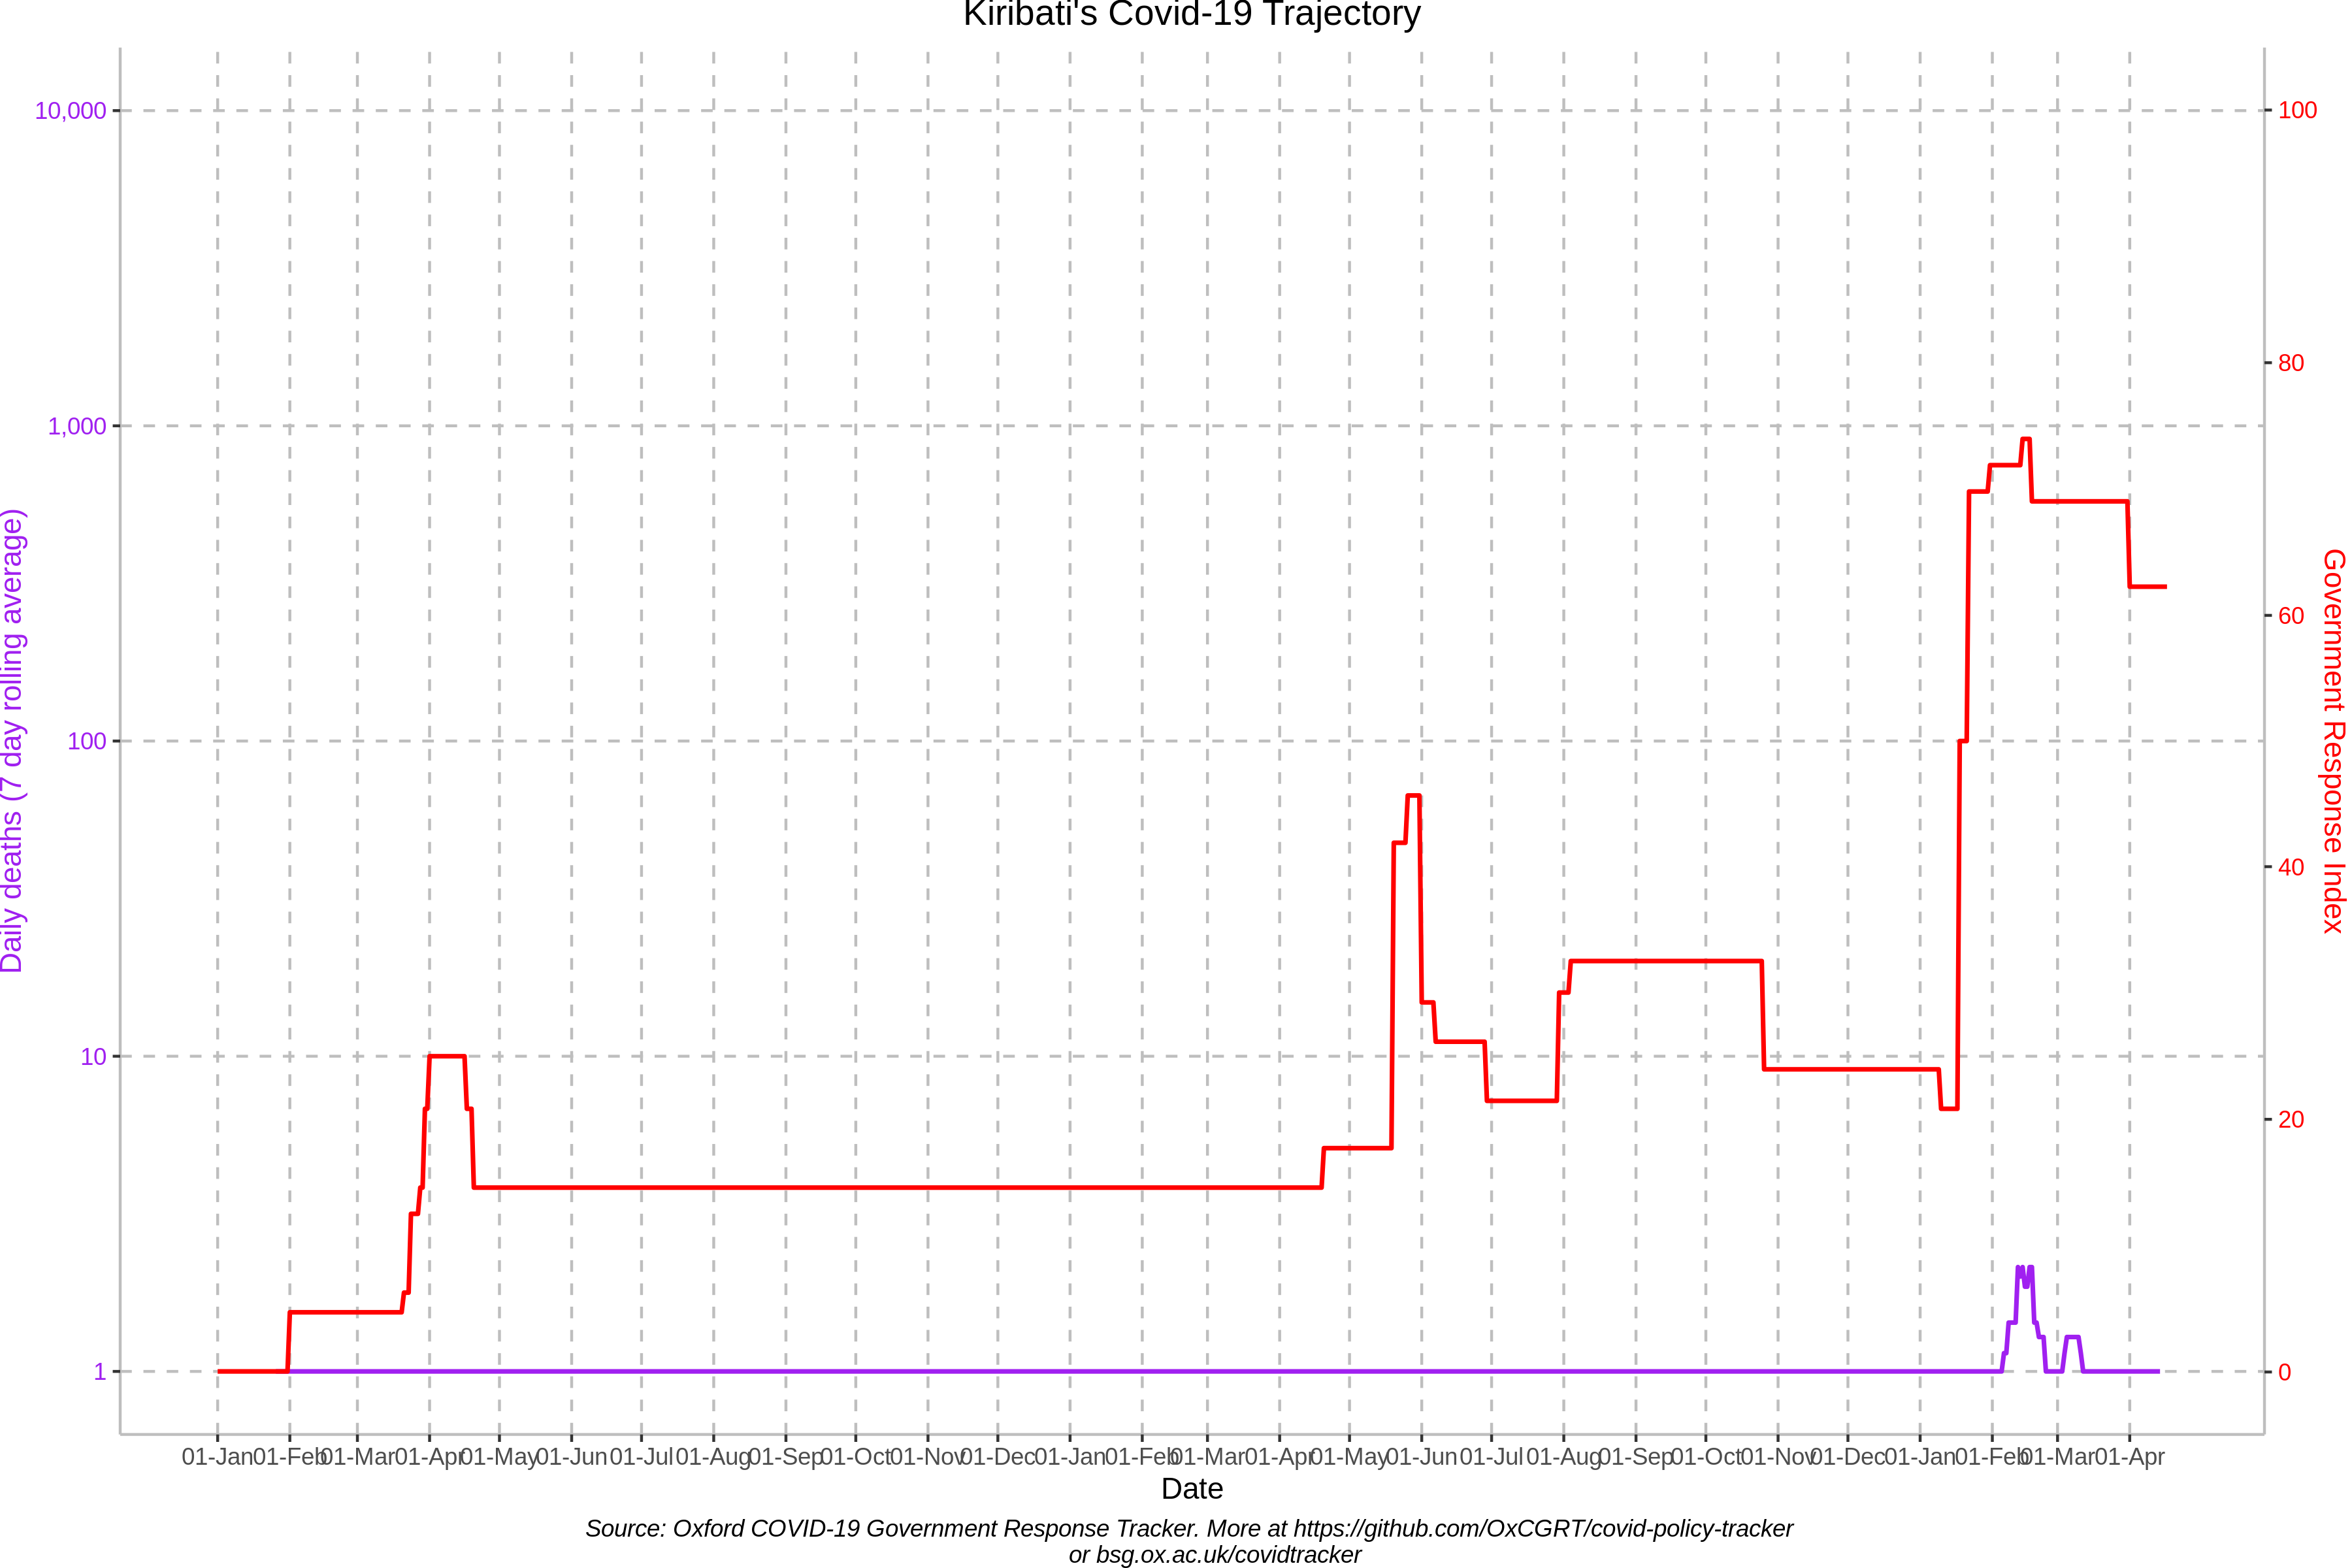 Kiribati's Covid-19 Trajectory
10,000
1,000
100
10
1
Daily deaths (7 day rolling average)
100
80
60
40
20
0
Government Response Index
01-Jan 01-Feb 01-Mar 01-Apr 01-May 01-Jun 01-Jul 01-Aug 01-Sep 01-Oct 01-Nov 01-Dec 01-Jan 01-Feb 01-Mar 01-Apr 01-May 01-Jun 01-Jul 01-Aug 01-Sep 01-Oct 01-Nov 01-Dec 01-Jan 01-Feb 01-Mar 01-Apr
Date
Source: Oxford COVID-19 Government Response Tracker. More at https://github.com/OxCGRT/covid-policy-tracker
or bsg.ox.ac.uk/covidtracker